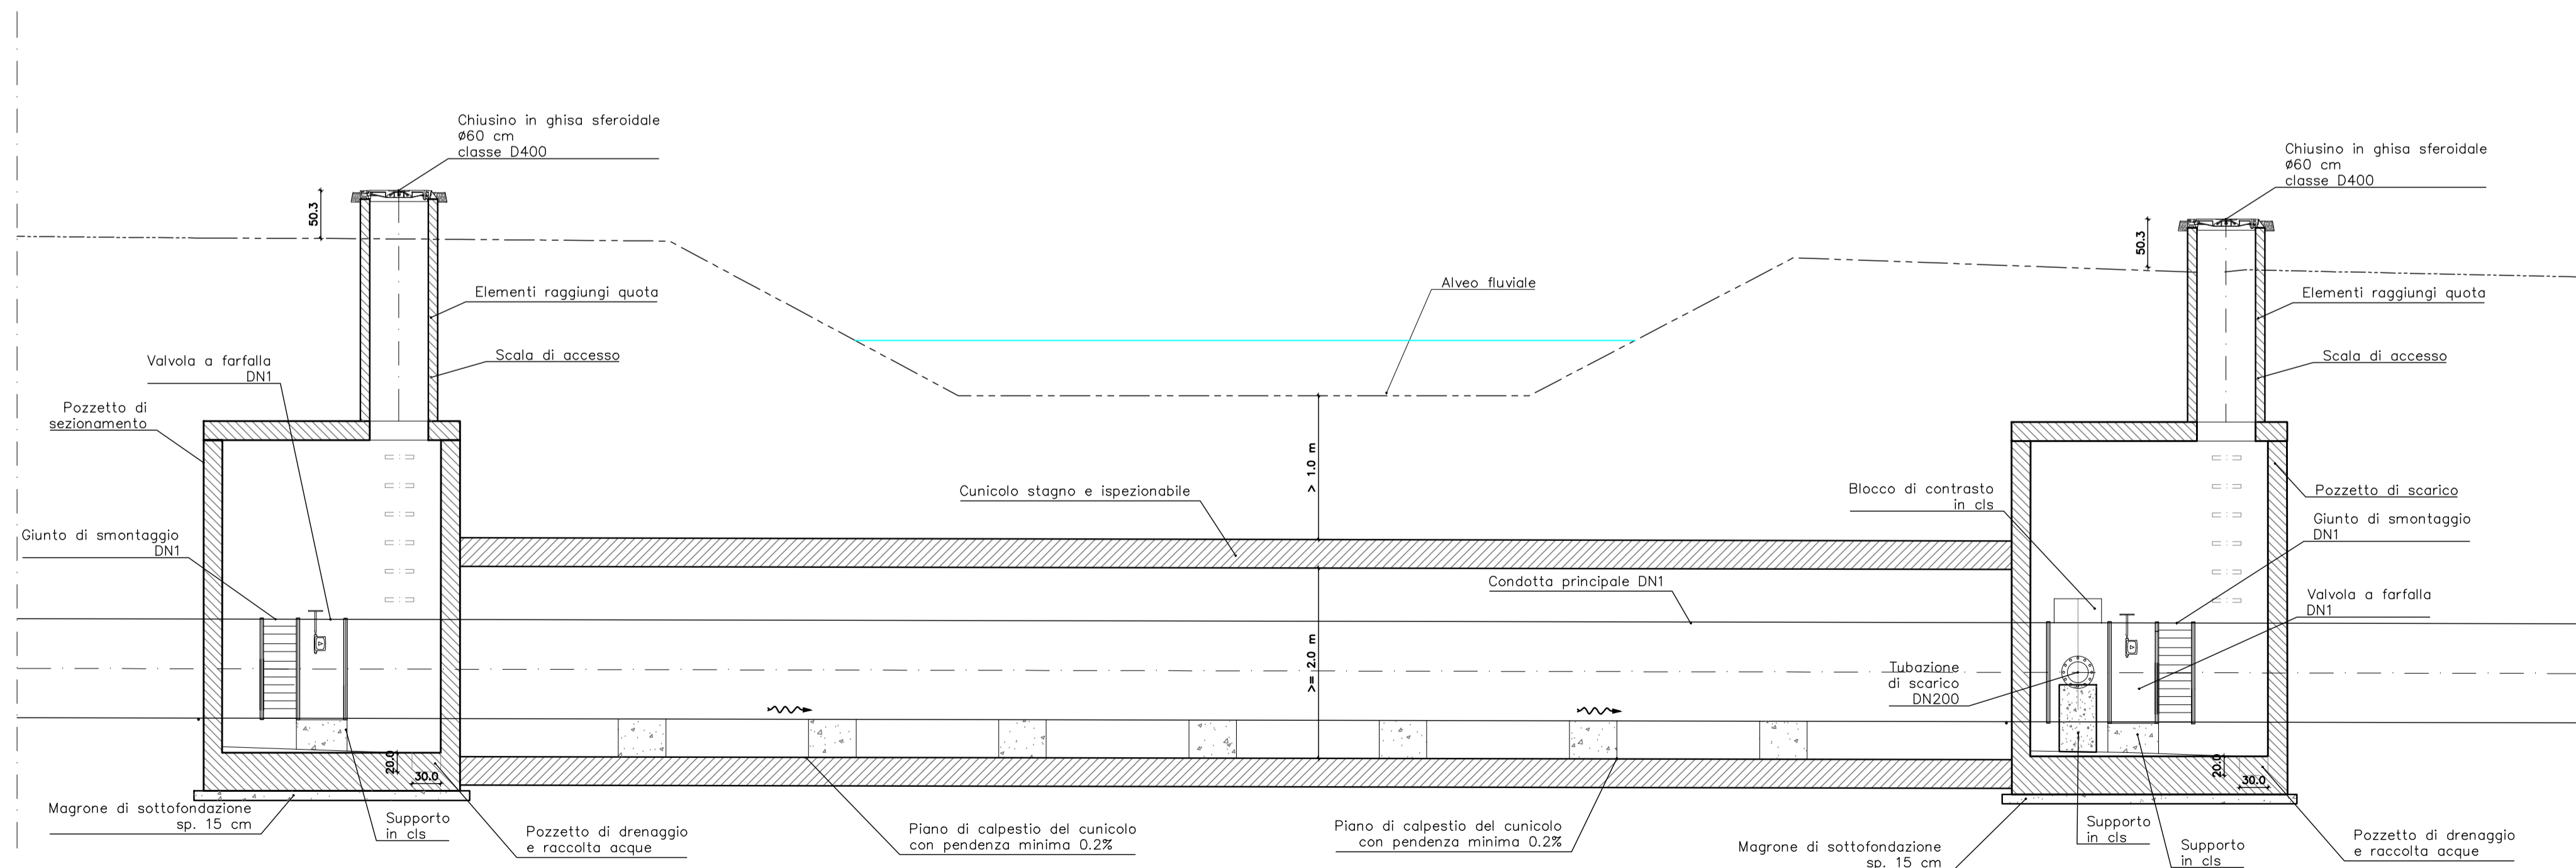 Chiusino in ghisa sferoidale
ø60 cm
classe D400
50.3
Elementi raggiungi quota
Scala di accesso
Valvola a farfalla
DN1
Pozzetto di
sezionamento
Giunto di smontaggio
DN1
Magrone di sottofondazione
sp. 15 cm
20.0
30.0
Supporto
in cls
Pozzetto di drenaggio
e raccolta acque
Alveo fluviale
> 1.0 m
Cunicolo stagno e ispezionabile
Condotta principale DN1
>= 2.0 m
Piano di calpestio del cunicolo
con pendenza minima 0.2%
Piano di calpestio del cunicolo
con pendenza minima 0.2%
Chiusino in ghisa sferoidale
ø60 cm
classe D400
50.3
Elementi raggiungi quota
Scala di accesso
Blocco di contrasto
in cls
Pozzetto di scarico
Giunto di smontaggio
DN1
Valvola a farfalla
DN1
Tubazione
di scarico
DN200
20.0
30.0
Magrone di sottofondazione
sp. 15 cm
Supporto
in cls
Supporto
in cls
Pozzetto di drenaggio
e raccolta acque